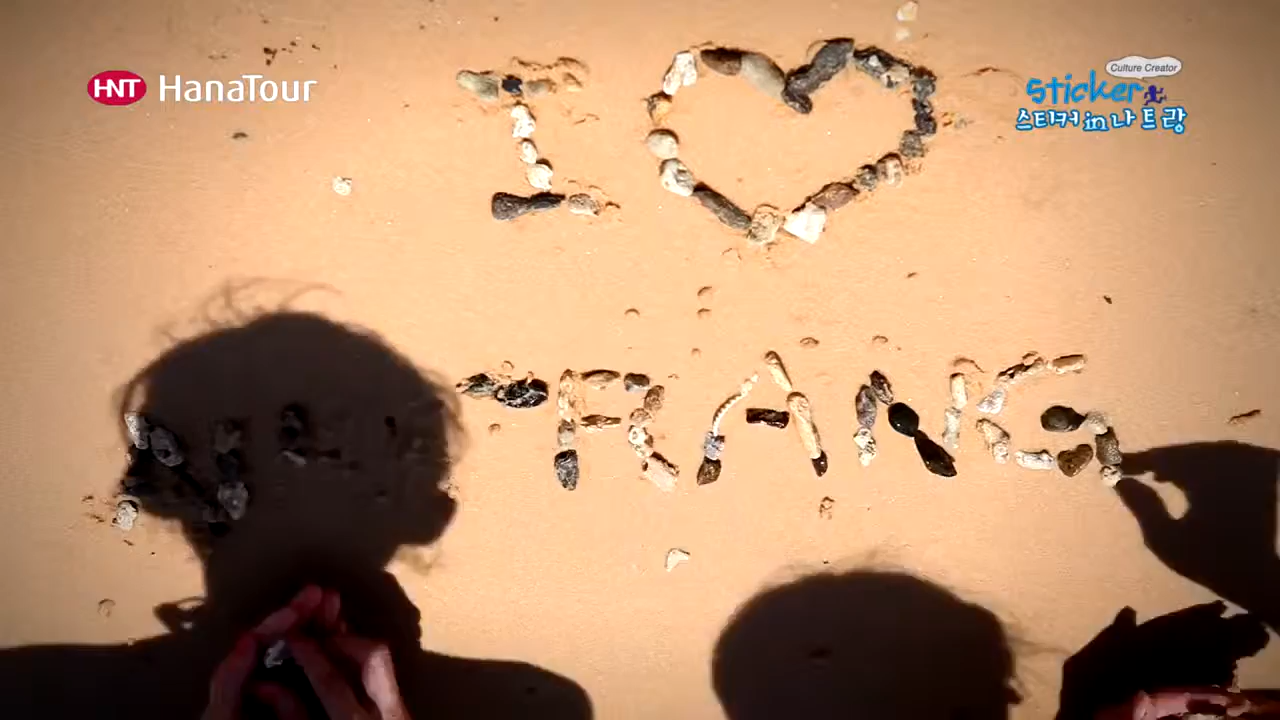 HNT HanaTour
Culture Creator
Sticker
스티커 in 나트랑
I ♥
N TRANG